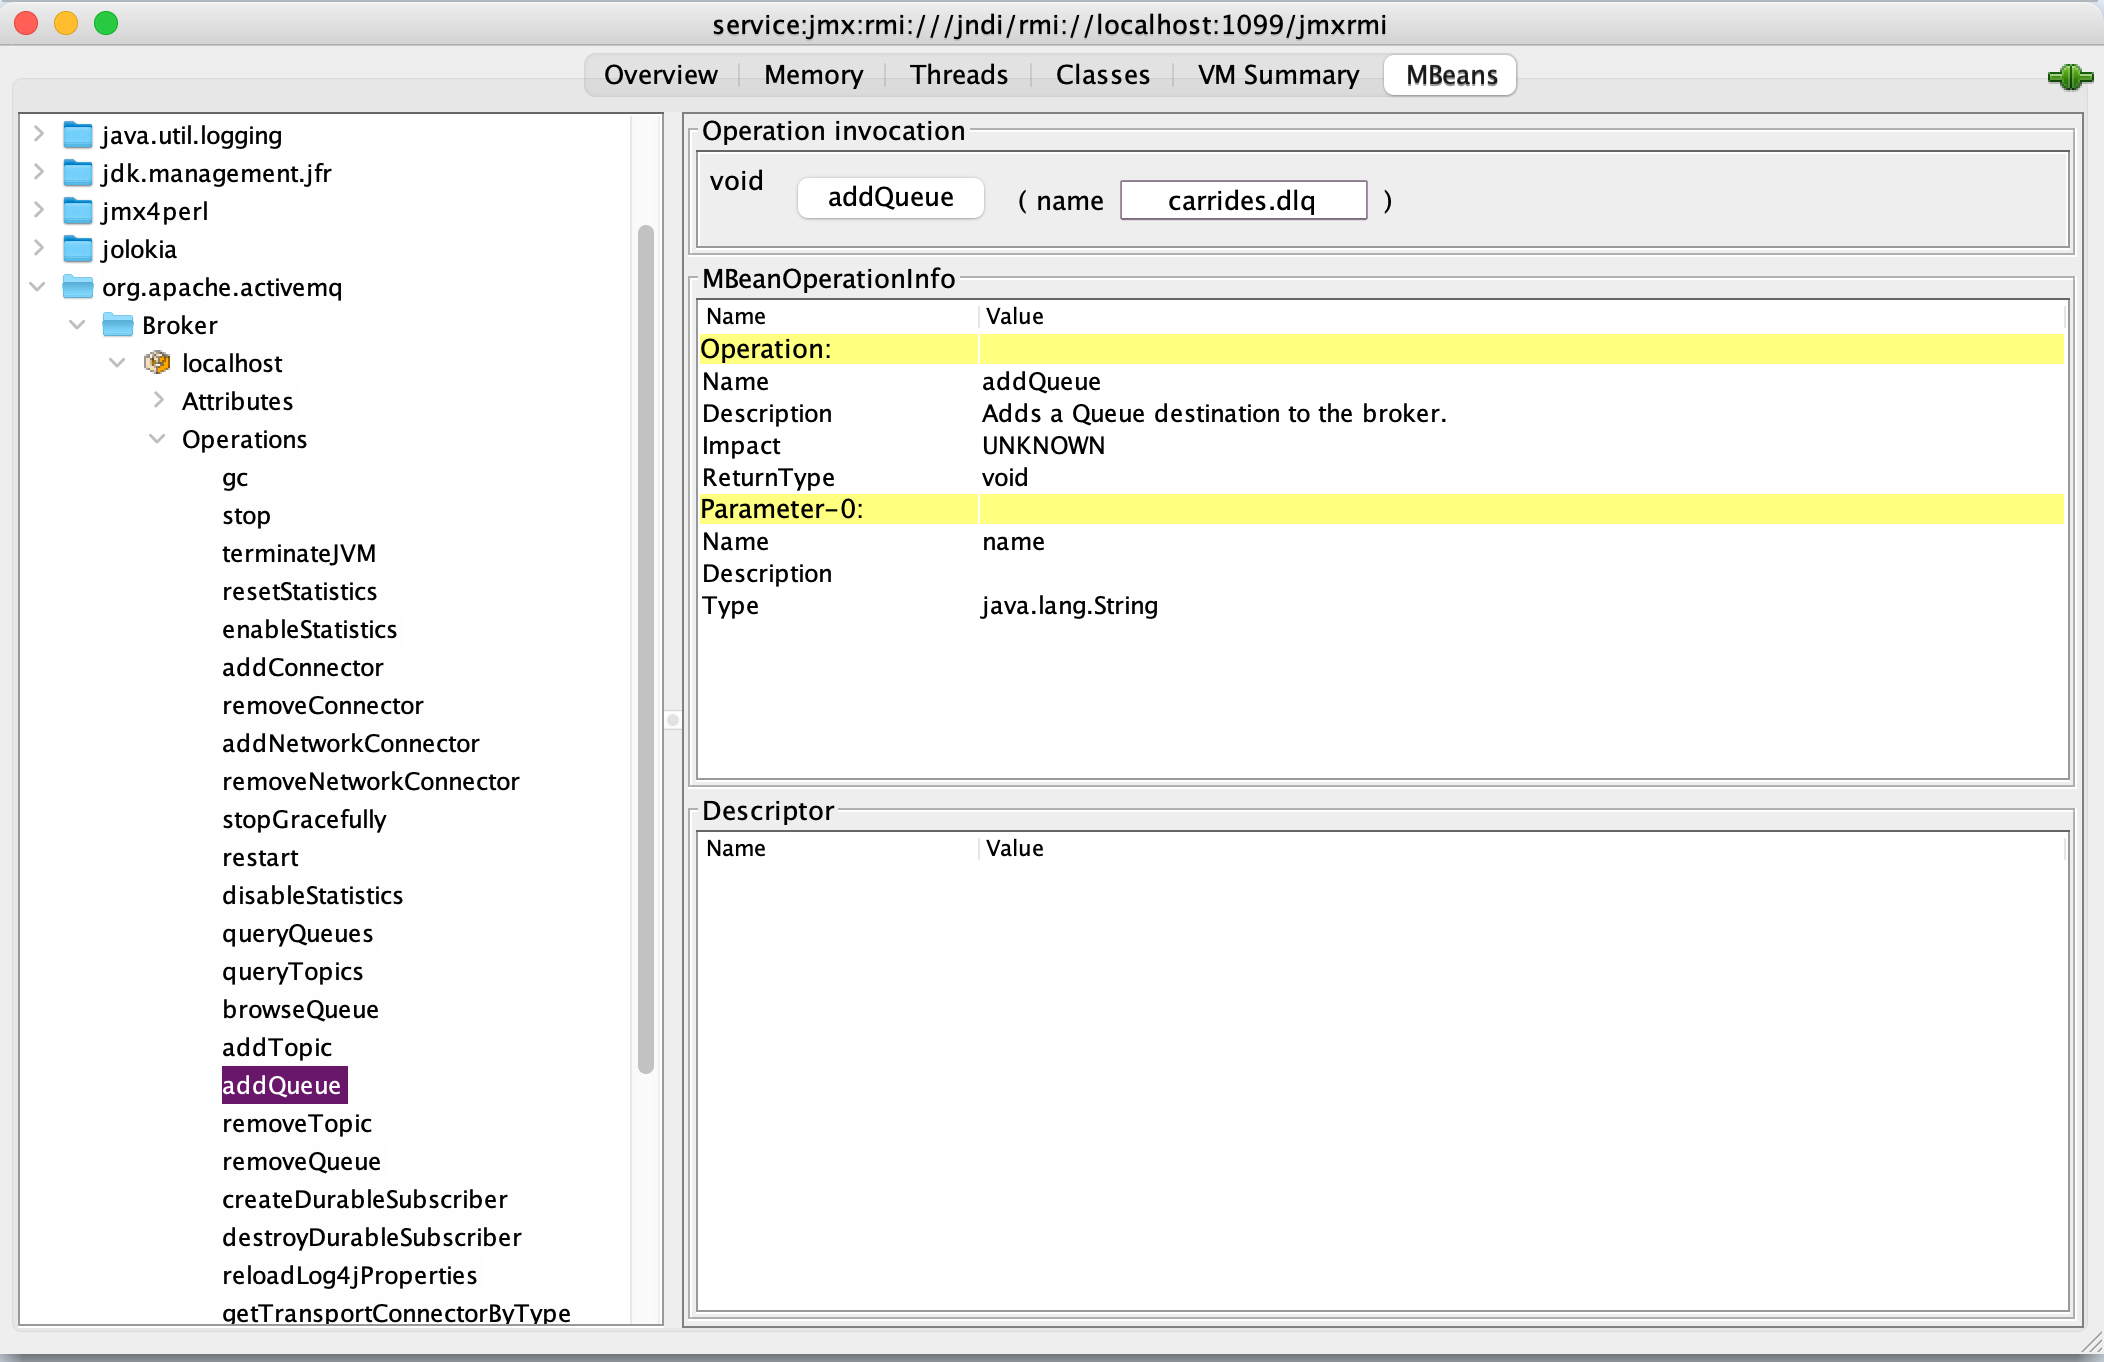 service:jmx:rmi:///jndi/rmi://localhost:1099/jmxrmi
Overview Memory Threads Classes VM Summary MBeans
java.util.logging
jdk.management.jfr
jmx4perl
jolokia
org.apache.activemq
Broker
localhost
Attributes
Operations
gc
stop
terminateJVM
resetStatistics
enableStatistics
addConnector
removeConnector
addNetworkConnector
removeNetworkConnector
stopGracefully
restart
disableStatistics
queryQueues
queryTopics
browseQueue
addTopic
addQueue
removeTopic
removeQueue
createDurableSubscriber
destroyDurableSubscriber
reloadLog4jProperties
getTransportConnectorByType
Operation invocation
void addQueue ( name carrides.dlq )
MBeanOperationInfo
Name Value
Operation:
Name addQueue
Description Adds a Queue destination to the broker.
Impact UNKNOWN
ReturnType void
Parameter-0:
Name name
Description
Type java.lang.String
Descriptor
Name Value